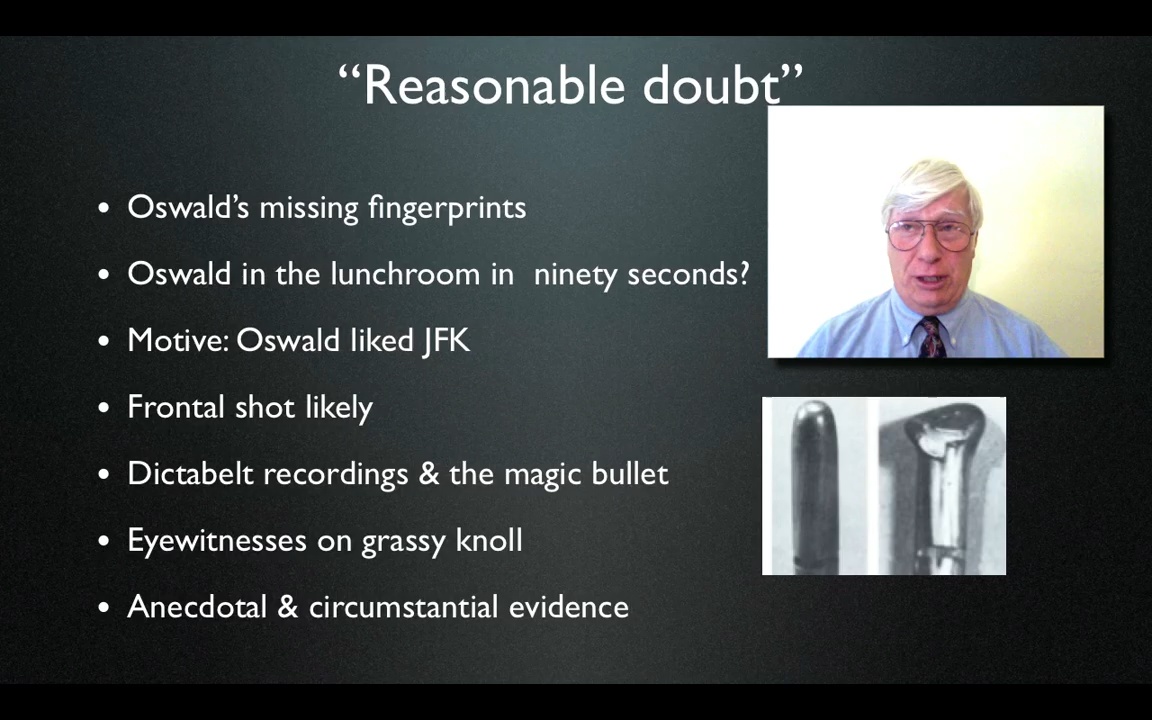 “Reasonable doubt”
• Oswald’s missing fingerprints
• Oswald in the lunchroom in  ninety seconds?
• Motive: Oswald liked JFK
• Frontal shot likely
• Dictabelt recordings & the magic bullet
• Eyewitnesses on grassy knoll
• Anecdotal & circumstantial evidence